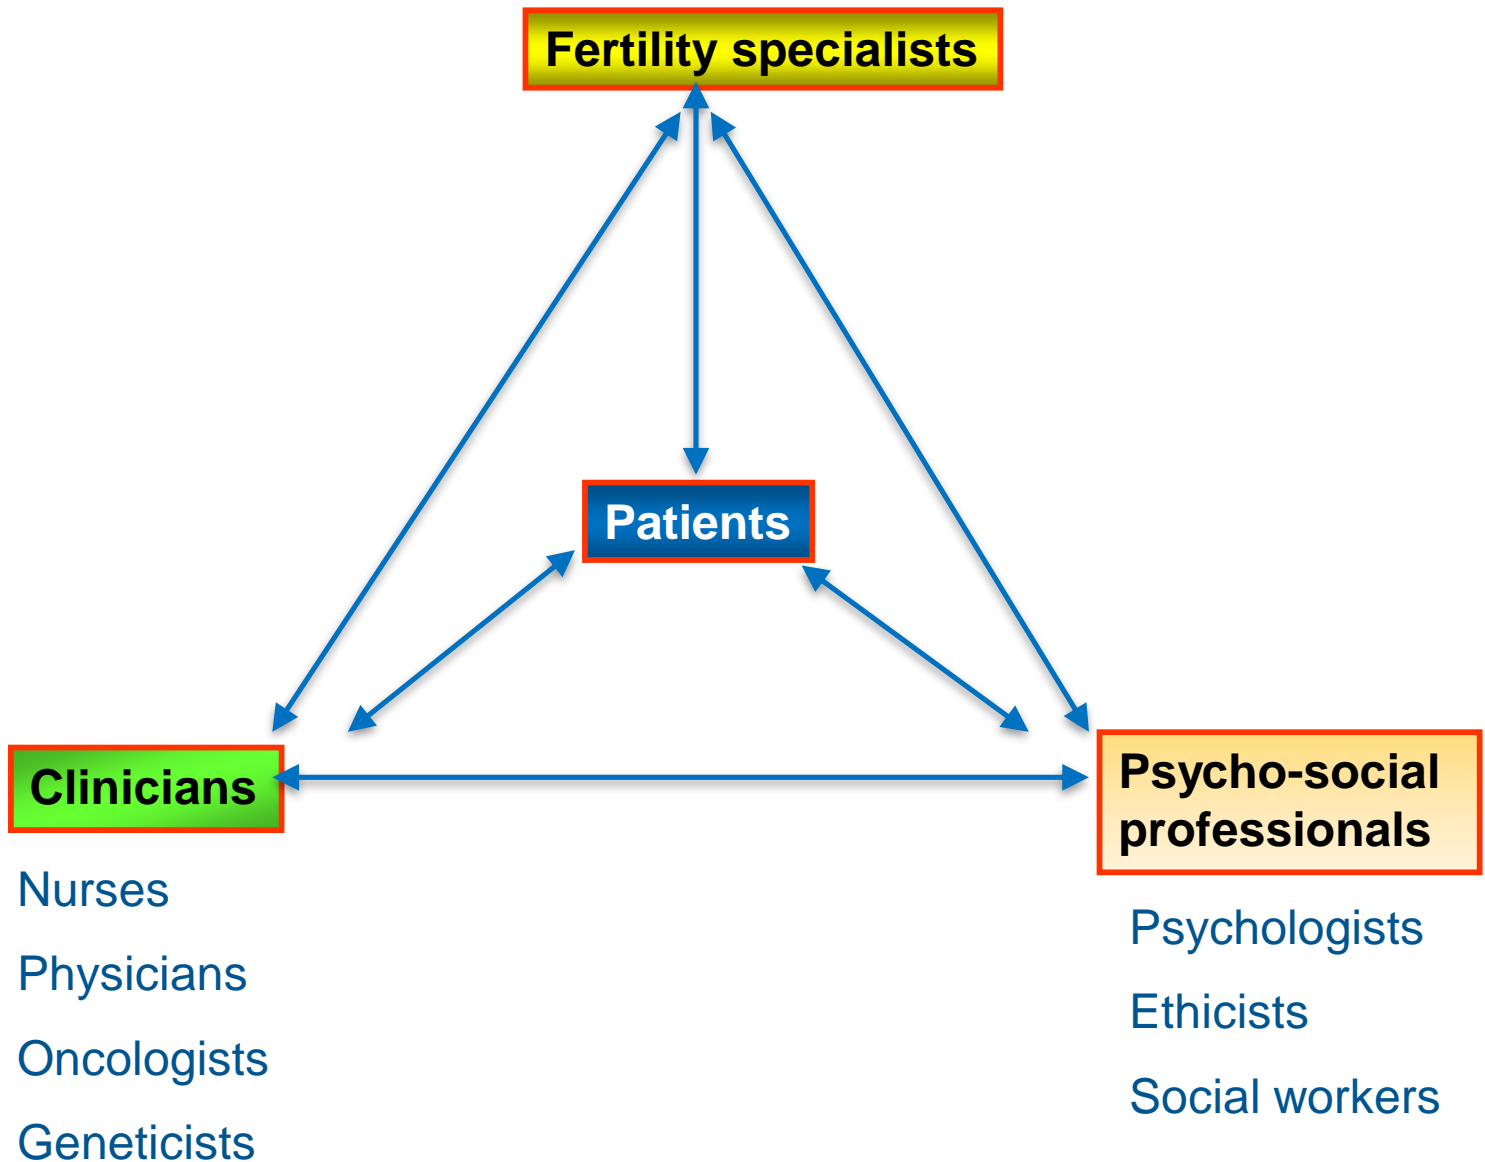 Fertility specialists
Patients
Clinicians
Psycho-social
professionals
Nurses
Physicians
Oncologists
Geneticists
Psychologists
Ethicists
Social workers